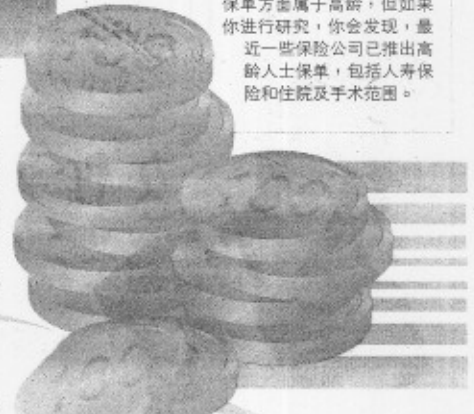 保单方面属于高龄，但如果
你进行研究，你会发现，最
近一些保险公司已推出高
龄人士保单，包括人寿保
险和住院及手术范围。